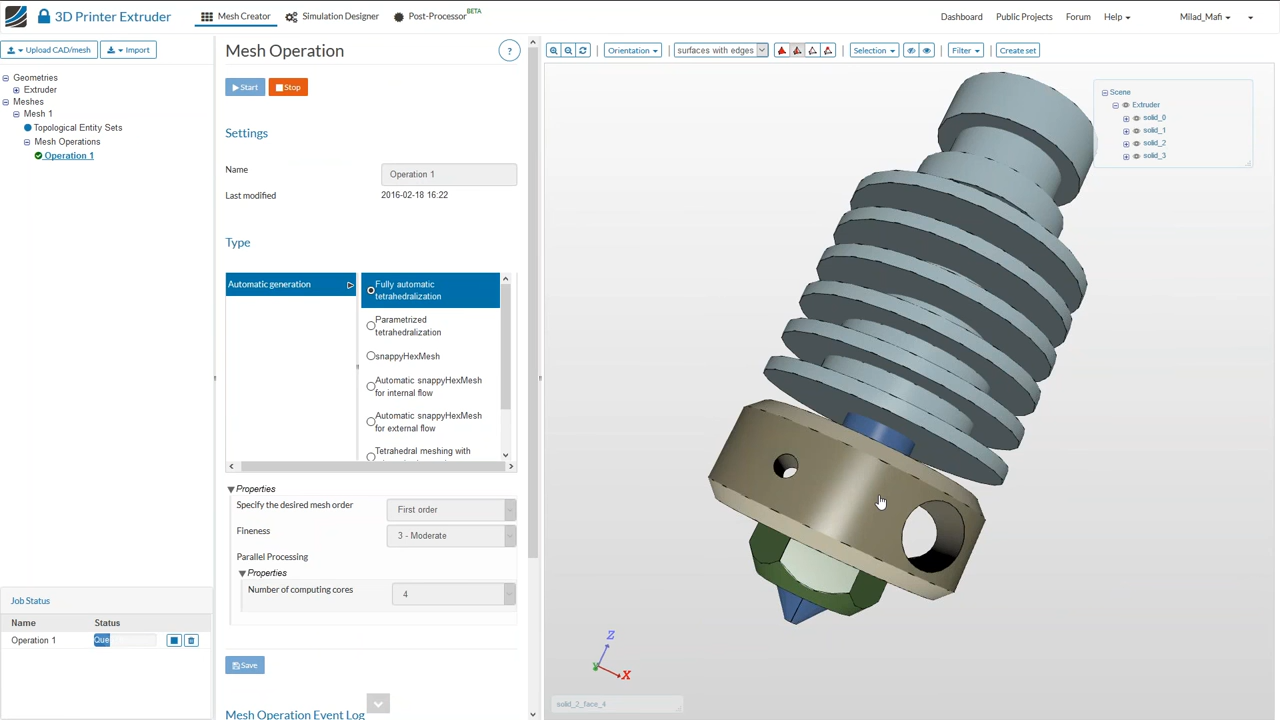 3D Printer Extruder
Mesh Creator
Simulation Designer
Post-Processor BETA
Dashboard
Public Projects
Forum
Help
Milad_Mafi
Upload CAD/mesh
Import
Geometries
Extruder
Meshes
Mesh 1
Topological Entity Sets
Mesh Operations
Operation 1
Job Status
Name Status
Operation 1 Que
Mesh Operation
?
Start
Stop
Settings
Name Operation 1
Last modified 2016-02-18 16:22
Type
Automatic generation
Fully automatic
tetrahedralization
Parametrized
tetrahedralization
snappyHexMesh
Automatic snappyHexMesh
for internal flow
Automatic snappyHexMesh
for external flow
Tetrahedral meshing with
Properties
Specify the desired mesh order First order
Fineness 3 - Moderate
Parallel Processing
Properties
Number of computing cores 4
Save
Mesh Operation Event Log
Orientation
surfaces with edges
Selection
Filter
Create set
Scene
Extruder
solid_0
solid_1
solid_2
solid_3
Z
Y
X
solid_2_face_4